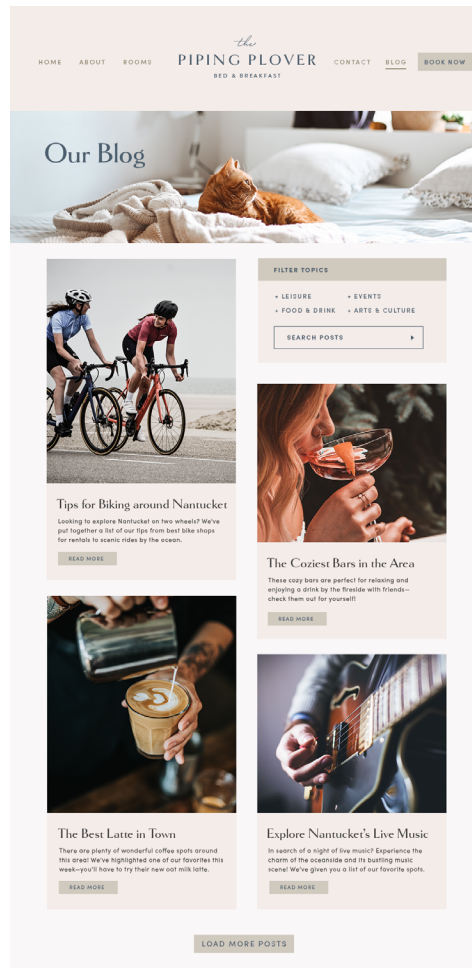 HOME
ABOUT
ROOMS
the
PIPING PLOVER
BED & BREAKFAST
CONTACT
BLOG
BOOK NOW
Our Blog
FILTER TOPICS
+ LEISURE
+ EVENTS
+ FOOD & DRINK
+ ARTS & CULTURE
SEARCH POSTS
Tips for Biking around Nantucket
Looking to explore Nantucket on two wheels? We've
put together a list of our tips from best bike shops
for rentals to scenic rides by the ocean.
READ MORE
The Coziest Bars in the Area
These cozy bars are perfect for relaxing and
enjoying a drink by the fireside with friends—
check them out for yourself!
READ MORE
The Best Latte in Town
There are plenty of wonderful coffee spots around
this area! We've highlighted one of our favorites this
week—you'll have to try their new oat milk latte.
READ MORE
Explore Nantucket's Live Music
In search of a night of live music? Experience the
charm of the oceanside and its bustling music
scene! We've given you a list of our favorite spots.
READ MORE
LOAD MORE POSTS